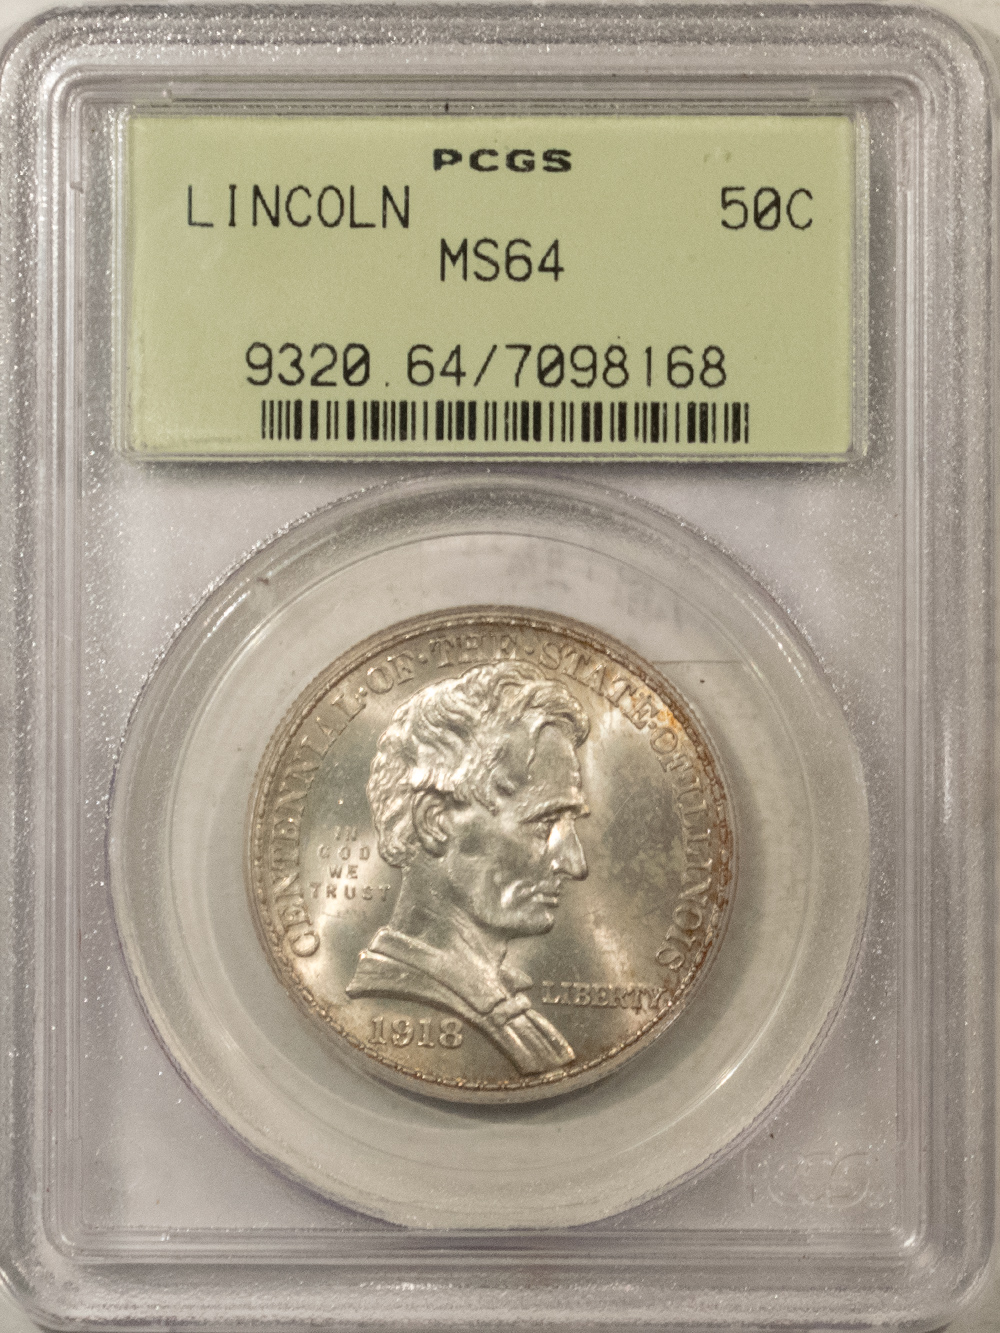 PCGS
LINCOLN 50C
MS64
9320.64/7098168
CENTENNIAL·OF·THE·STATE·OF·ILLINOIS
IN
GOD
WE
TRUST
LIBERTY
1918
PCGS